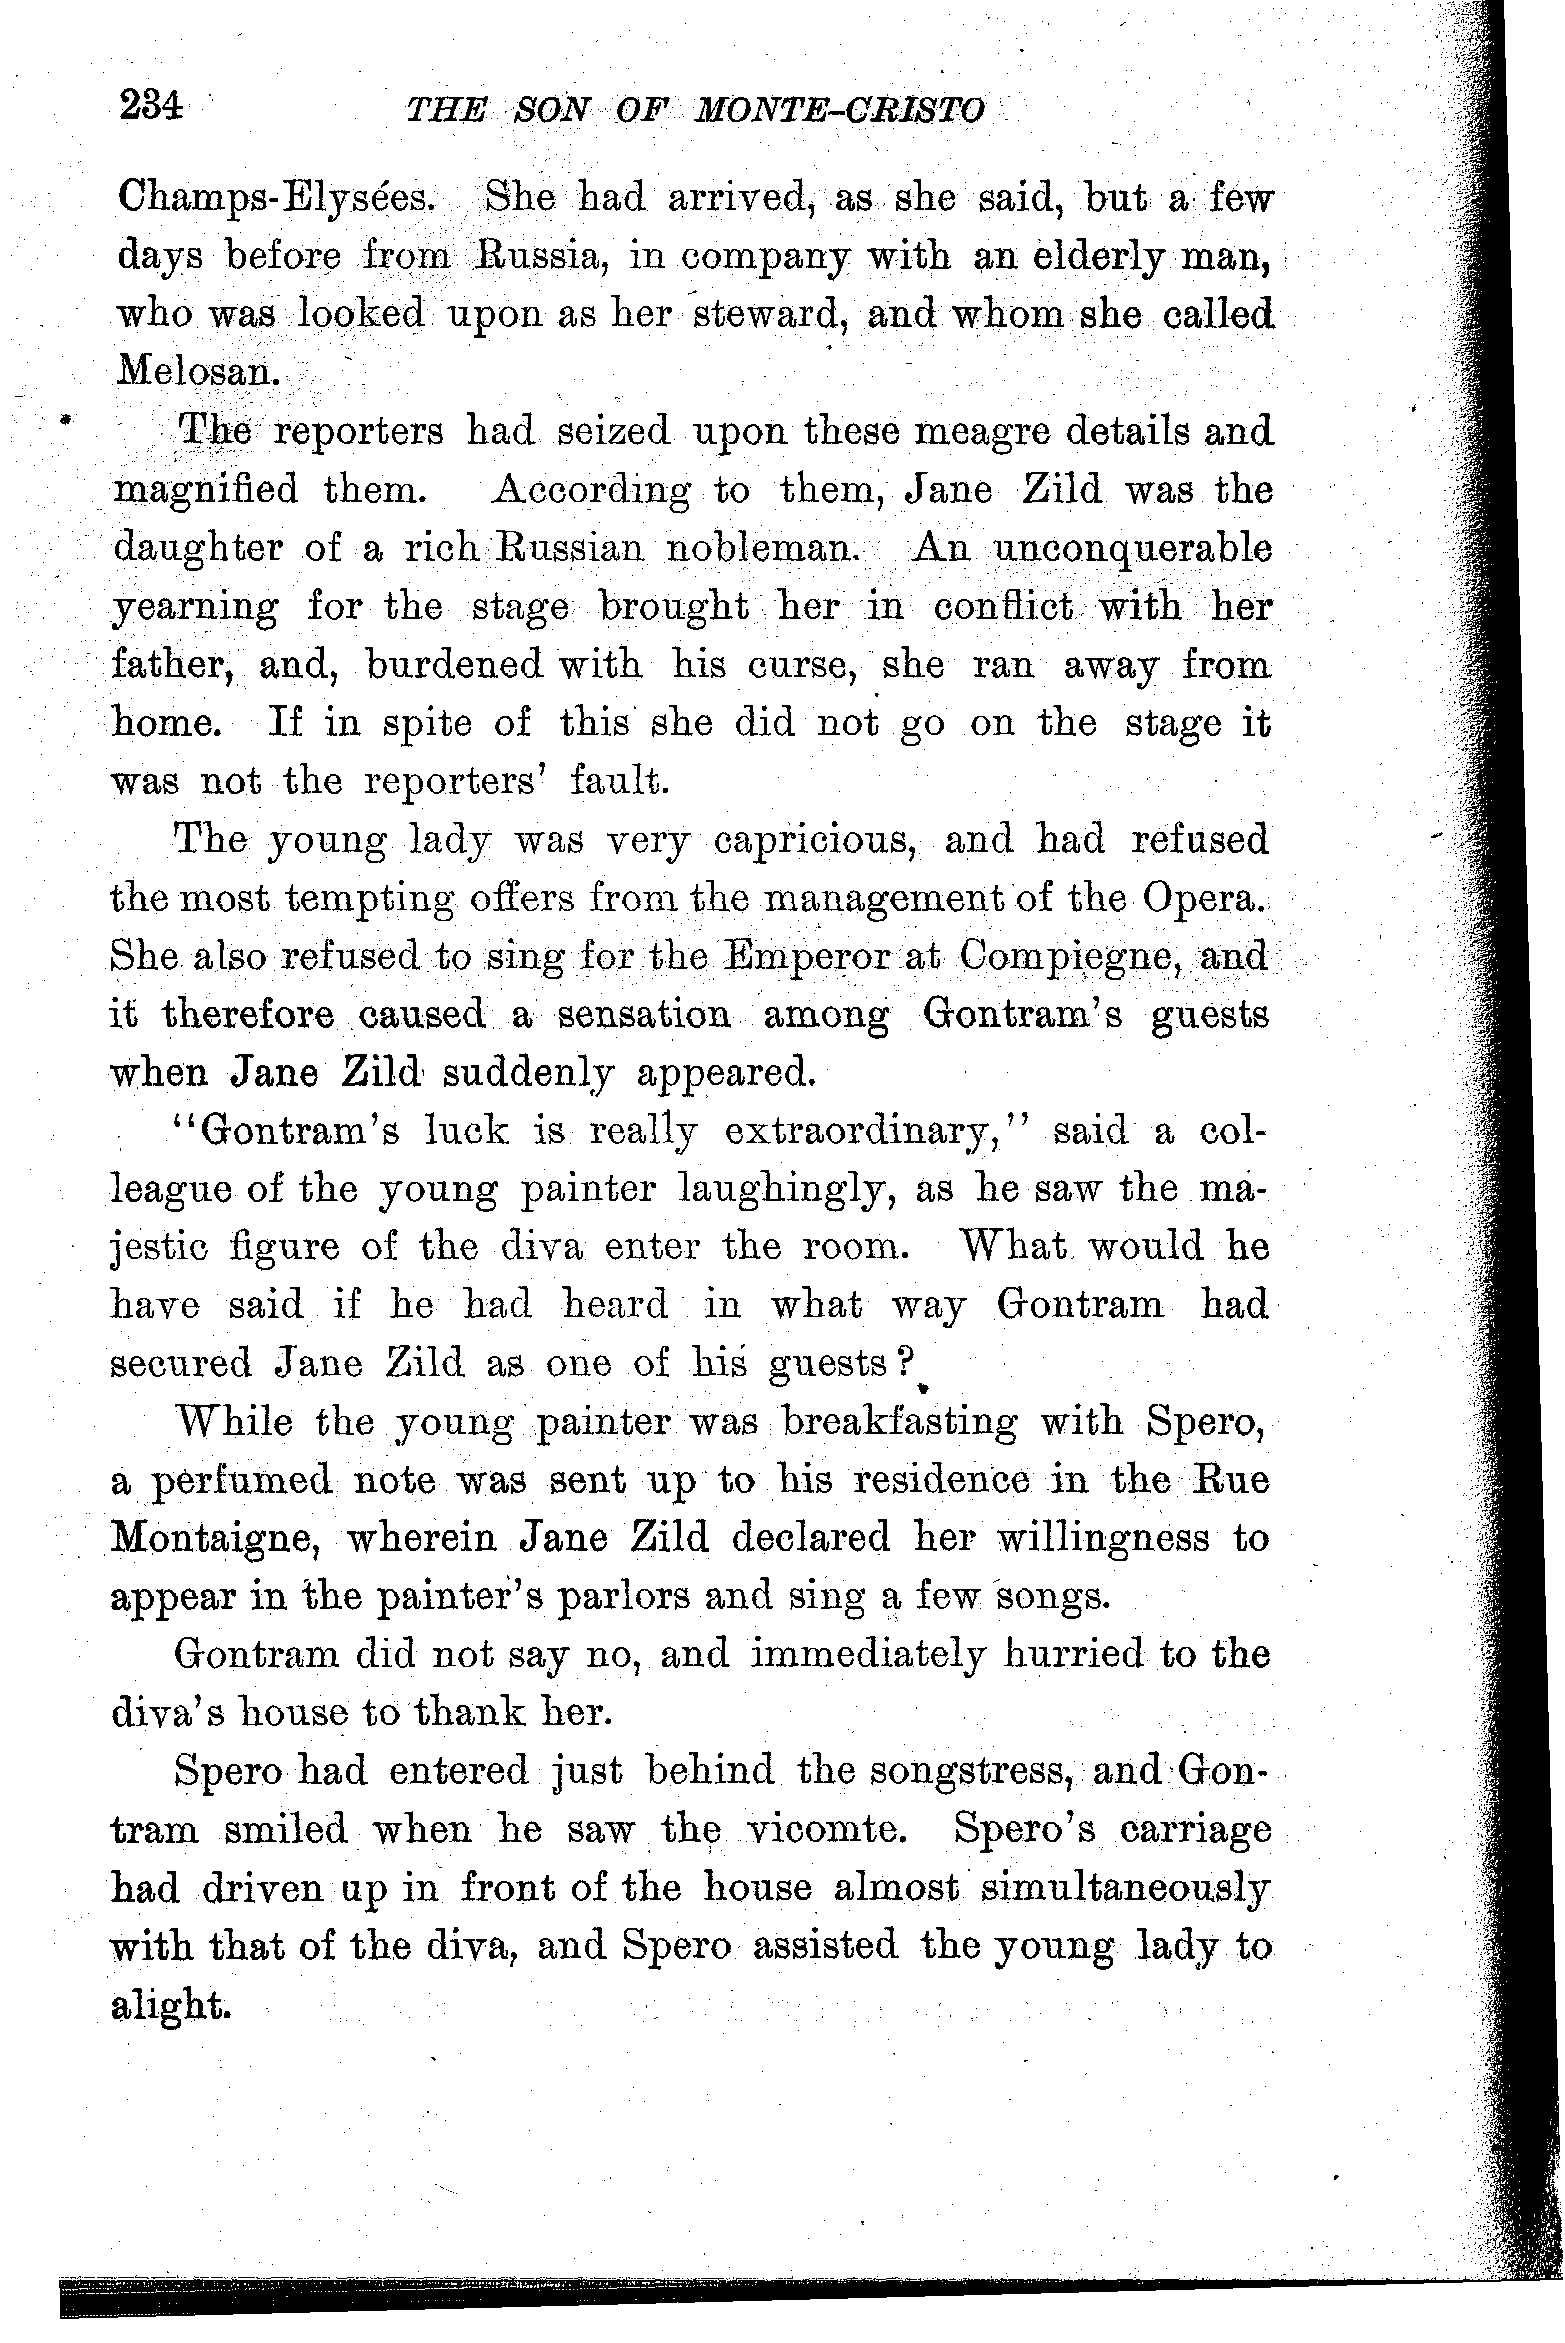 234 THE SON OF MONTE-CRISTO
Champs-Elysées. She had arrived, as she said, but a few
days before from Russia, in company with an elderly man,
who was looked upon as her steward, and whom she called
Melosan.
The reporters had seized upon these meagre details and
magnified them. According to them, Jane Zild was the
daughter of a rich Russian nobleman. An unconquerable
yearning for the stage brought her in conflict with her
father, and, burdened with his curse, she ran away from
home. If in spite of this she did not go on the stage it
was not the reporters' fault.
The young lady was very capricious, and had refused
the most tempting offers from the management of the Opera.
She also refused to sing for the Emperor at Compiegne, and
it therefore caused a sensation among Gontram's guests
when Jane Zild suddenly appeared.
"Gontram's luck is really extraordinary," said a col-
league of the young painter laughingly, as he saw the ma-
jestic figure of the diva enter the room. What would he
have said if he had heard in what way Gontram had
secured Jane Zild as one of his guests?
While the young painter was breakfasting with Spero,
a perfumed note was sent up to his residence in the Rue
Montaigne, wherein Jane Zild declared her willingness to
appear in the painter's parlors and sing a few songs.
Gontram did not say no, and immediately hurried to the
diva's house to thank her.
Spero had entered just behind the songstress, and Gon-
tram smiled when he saw the vicomte. Spero's carriage
had driven up in front of the house almost simultaneously
with that of the diva, and Spero assisted the young lady to
alight.